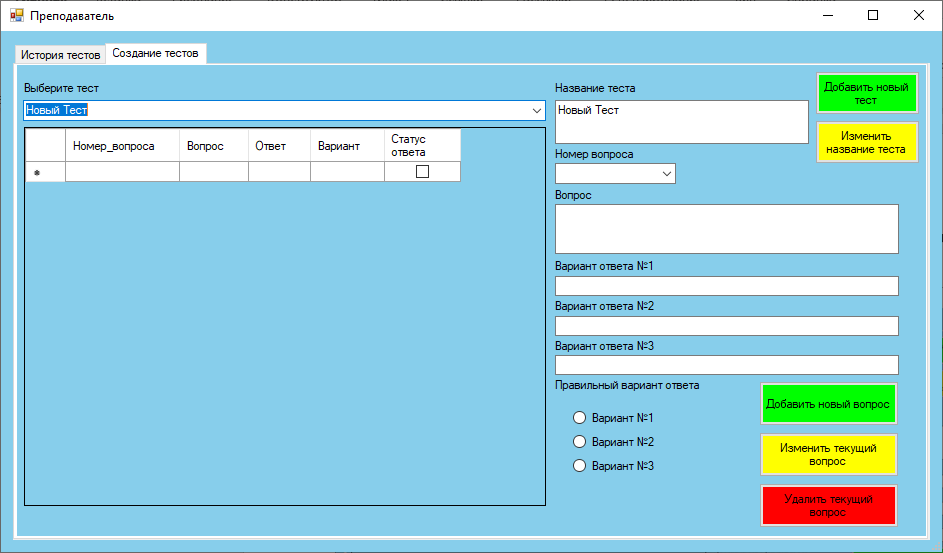 Преподаватель
История тестов
Создание тестов
Выберите тест
Новый Тест
Номер_вопроса
Вопрос
Ответ
Вариант
Статус
ответа
Название теста
Новый Тест
Добавить новый
тест
Изменить
название теста
Номер вопроса
Вопрос
Вариант ответа №1
Вариант ответа №2
Вариант ответа №3
Правильный вариант ответа
Вариант №1
Вариант №2
Вариант №3
Добавить новый вопрос
Изменить текущий
вопрос
Удалить текущий
вопрос